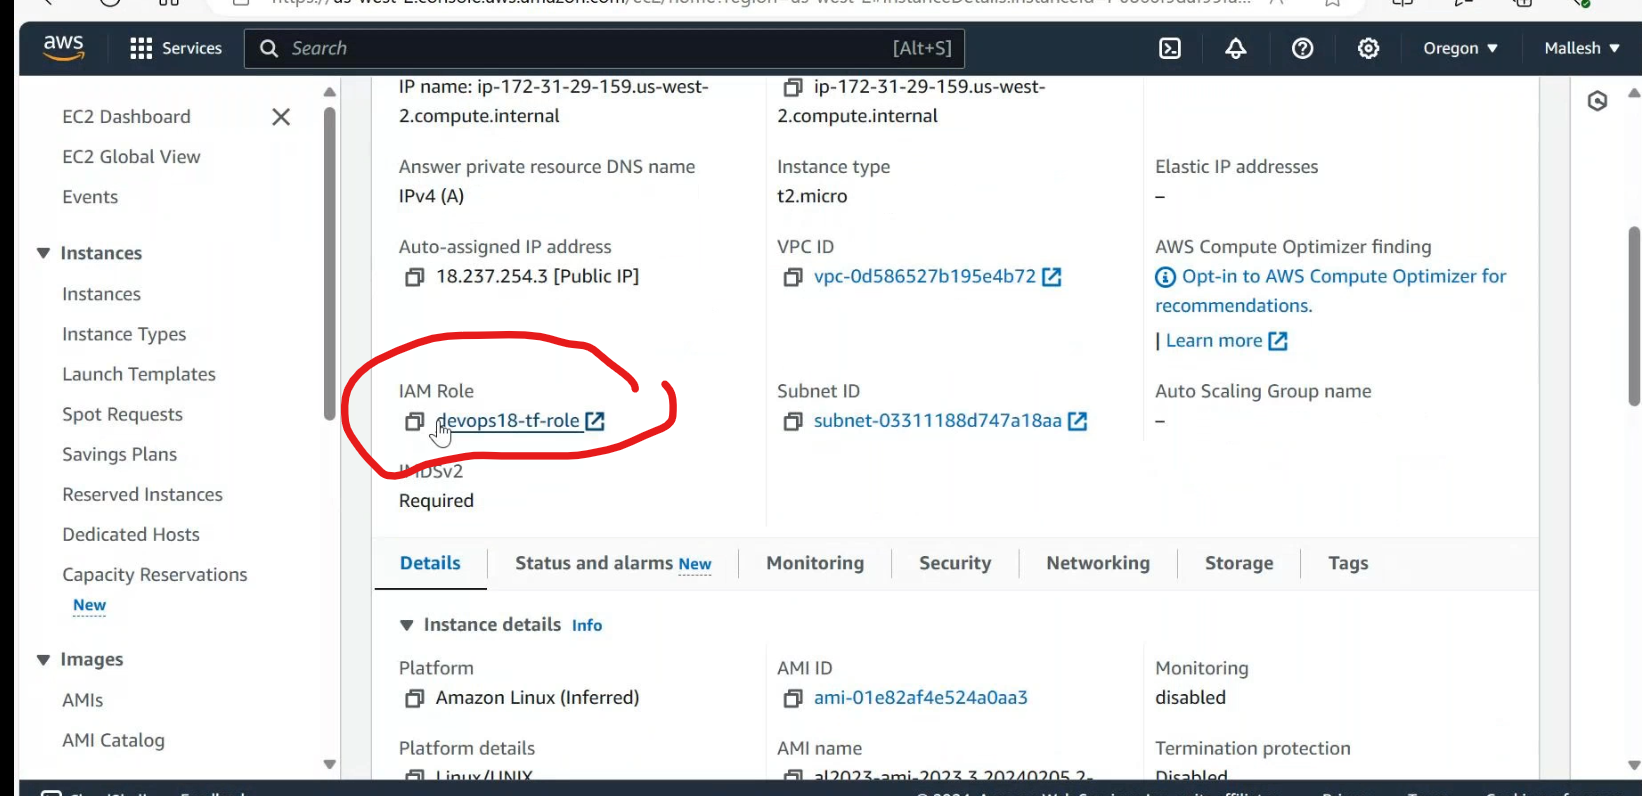 aws
Services
Search
[Alt+S]
Oregon ▼
Mallesh ▼
EC2 Dashboard
EC2 Global View
Events
Instances
Instances
Instance Types
Launch Templates
Spot Requests
Savings Plans
Reserved Instances
Dedicated Hosts
Capacity Reservations
New
Images
AMIs
AMI Catalog
IP name: ip-172-31-29-159.us-west-
2.compute.internal
ip-172-31-29-159.us-west-
2.compute.internal
Answer private resource DNS name
IPv4 (A)
Instance type
t2.micro
Elastic IP addresses
–
Auto-assigned IP address
18.237.254.3 [Public IP]
VPC ID
vpc-0d586527b195e4b72
AWS Compute Optimizer finding
Opt-in to AWS Compute Optimizer for
recommendations.
| Learn more
IAM Role
devops18-tf-role
Subnet ID
subnet-03311188d747a18aa
Auto Scaling Group name
–
IMDSv2
Required
Details
Status and alarms New
Monitoring
Security
Networking
Storage
Tags
Instance details Info
Platform
Amazon Linux (Inferred)
AMI ID
ami-01e82af4e524a0aa3
Monitoring
disabled
Platform details
Linux/UNIX
AMI name
al2023-ami-2023.3.20240205.2-
Termination protection
Disabled